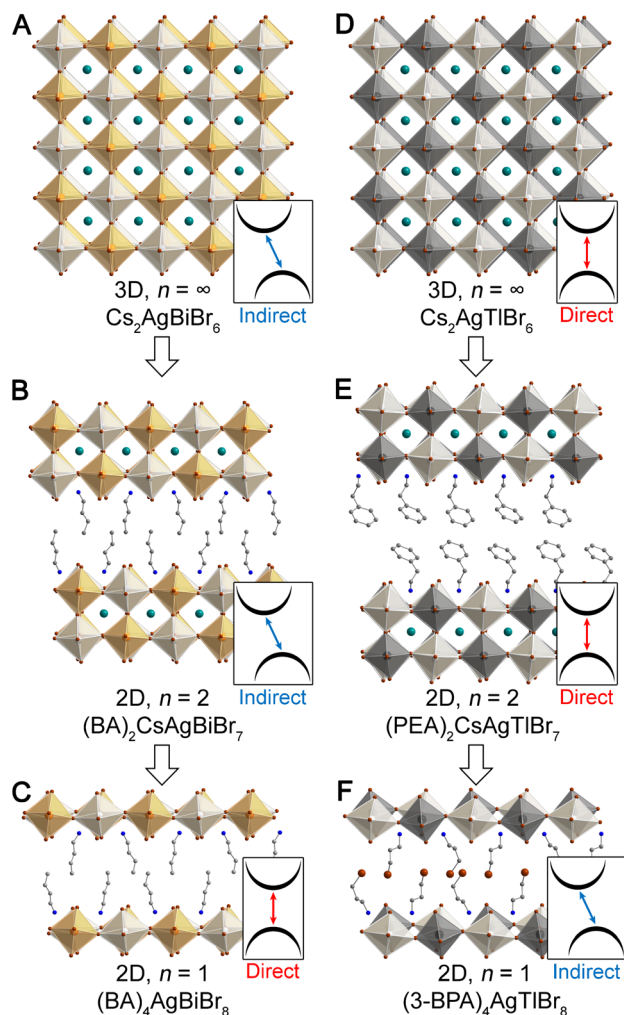 A
3D, n = ∞
Cs₂AgBiBr₆
Indirect
B
2D, n = 2
(BA)₂CsAgBiBr₇
Indirect
C
2D, n = 1
(BA)₄AgBiBr₈
Direct
D
3D, n = ∞
Cs₂AgTlBr₆
Direct
E
2D, n = 2
(PEA)₂CsAgTlBr₇
Direct
F
2D, n = 1
(3-BPA)₄AgTlBr₈
Indirect